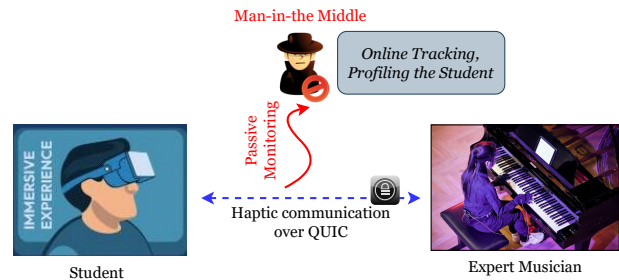 Man-in-the Middle
Online Tracking,
Profiling the Student
Passive
Monitoring
IMMERSIVE
EXPERIENCE
Haptic communication
over QUIC
Student
Expert Musician